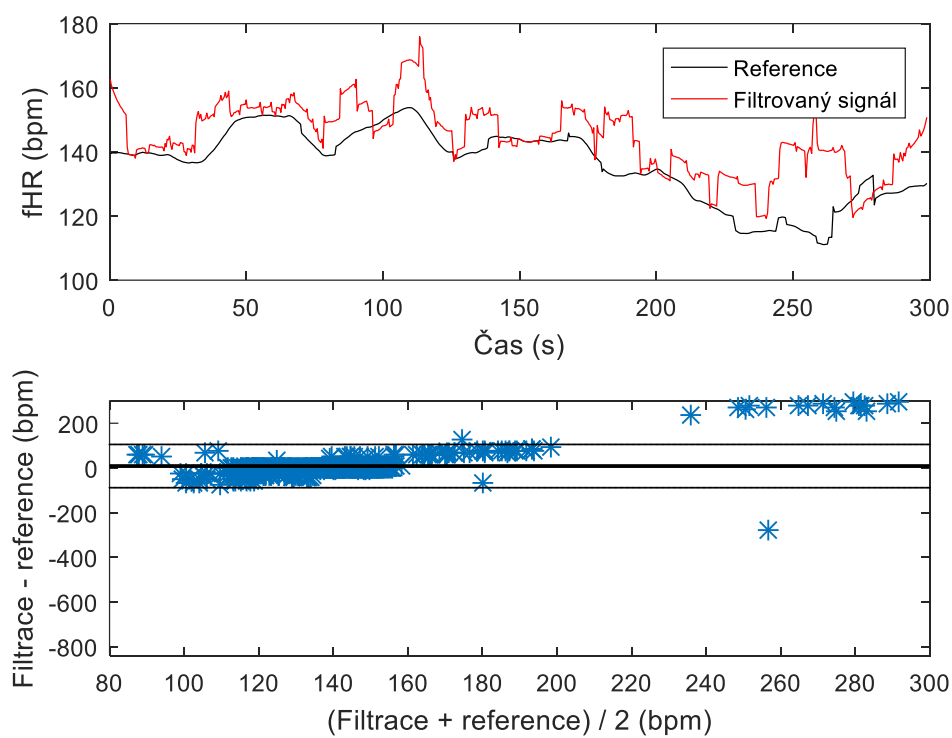 180
160
140
120
100
fHR (bpm)
Reference
Filtrovaný signál
0 50 100 150 200 250 300
Čas (s)
200
0
-200
-400
-600
-800
Filtrace - reference (bpm)
80 100 120 140 160 180 200 220 240 260 280 300
(Filtrace + reference) / 2 (bpm)